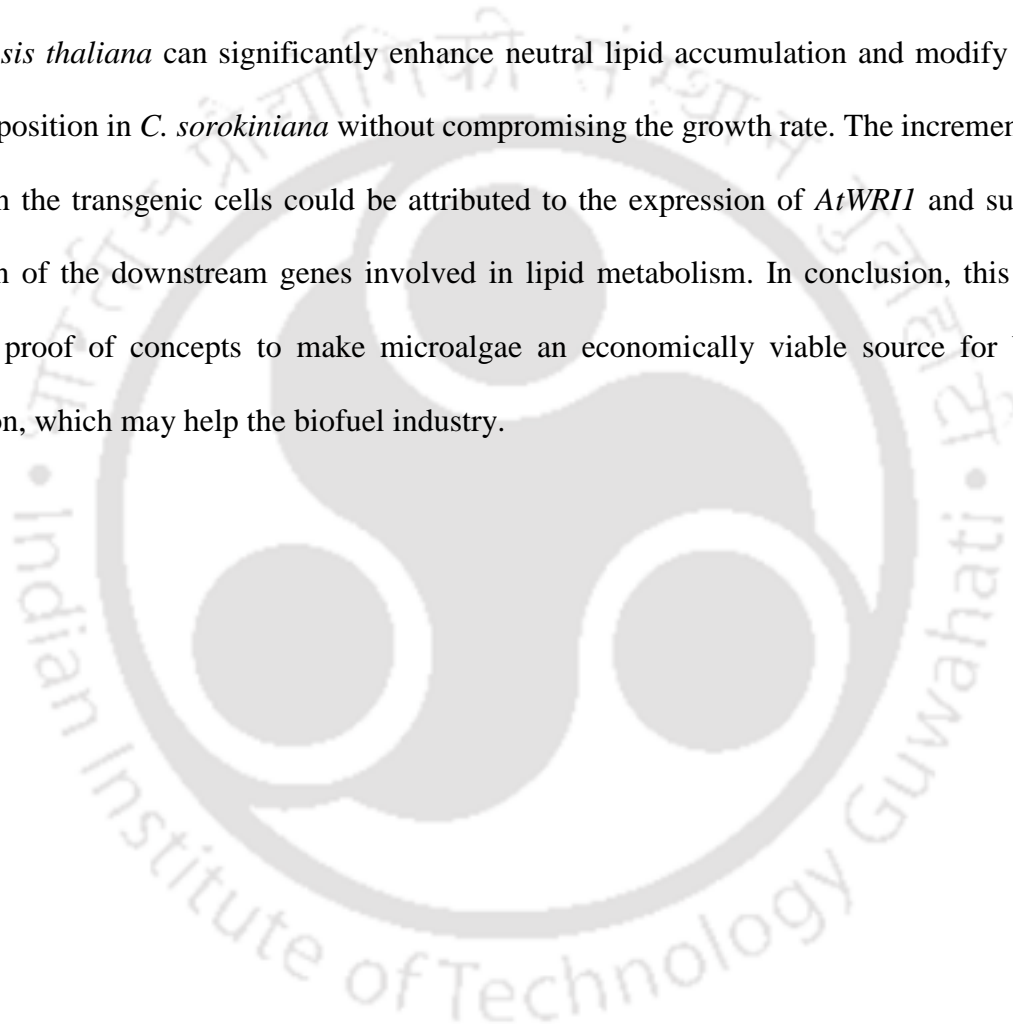 sis thaliana can significantly enhance neutral lipid accumulation and modify
position in C. sorokiniana without compromising the growth rate. The incremen
n the transgenic cells could be attributed to the expression of AtWRI1 and su
n of the downstream genes involved in lipid metabolism. In conclusion, this
proof of concepts to make microalgae an economically viable source for
on, which may help the biofuel industry.
भारतीय प्रौद्योगिकी संस्थान गुवाहाटी
• Indian Institute of Technology Guwahati •